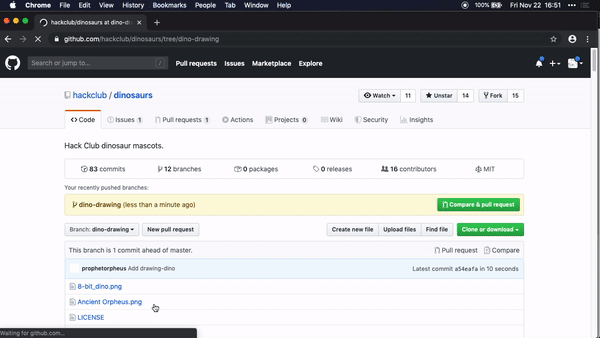 Chrome File Edit View History Bookmarks People Tab Window Help 100% Fri Nov 22 16:51
hackclub/dinosaurs at dino-dra
github.com/hackclub/dinosaurs/tree/dino-drawing
Search or jump to... / Pull requests Issues Marketplace Explore
hackclub / dinosaurs Watch 11 Unstar 14 Fork 15
Code Issues 1 Pull requests 1 Actions Projects 0 Wiki Security Insights
Hack Club dinosaur mascots.
83 commits 12 branches 0 packages 0 releases 16 contributors MIT
Your recently pushed branches:
dino-drawing (less than a minute ago) Compare & pull request
Branch: dino-drawing New pull request Create new file Upload files Find file Clone or download
This branch is 1 commit ahead of master. Pull request Compare
prophetorpheus Add drawing-dino Latest commit a54eafa in 10 seconds
8-bit_dino.png
Ancient Orpheus.png
LICENSE
Waiting for github.com...